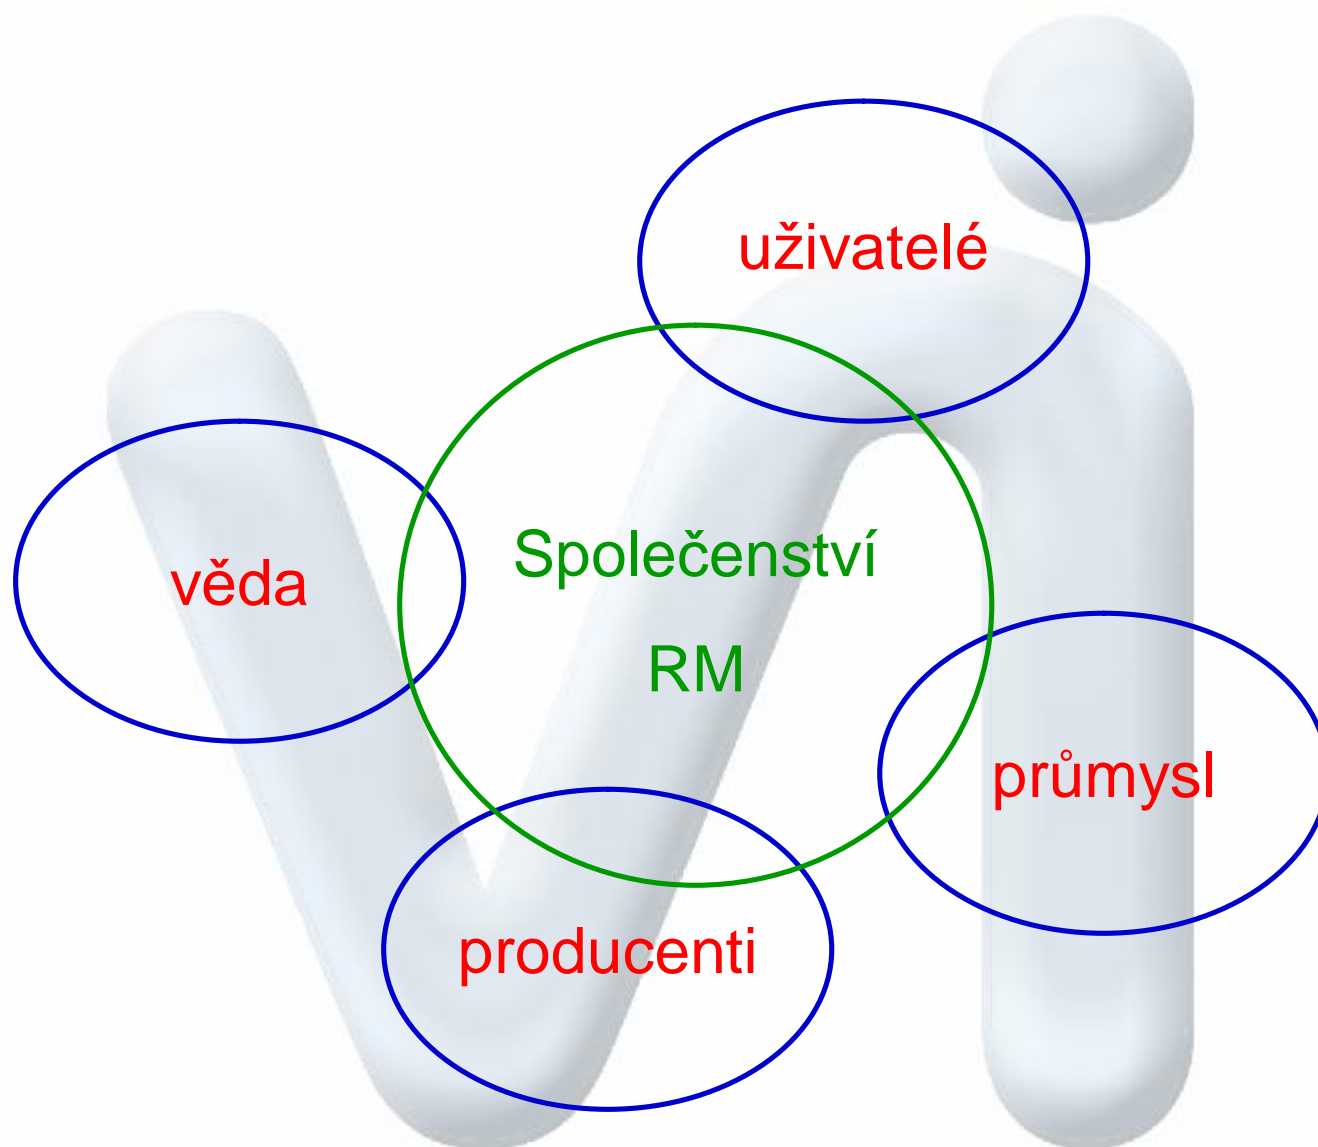 uživatelé
Společenství
věda
RM
průmysl
producenti